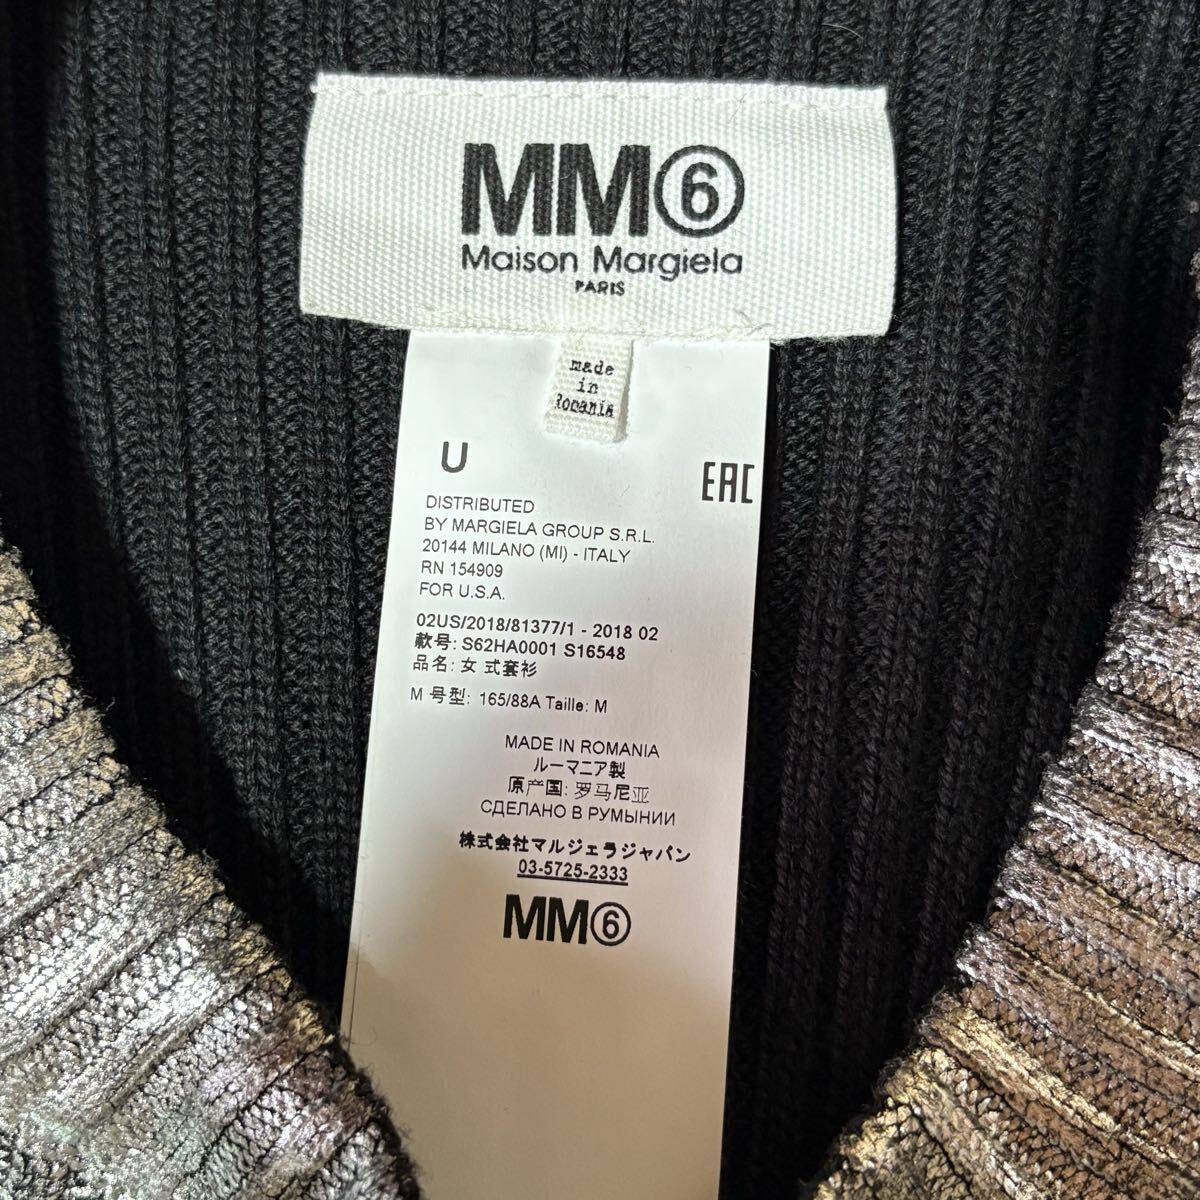 MM⑥
Maison Margiela
PARIS
made
in
Romania
U
EAC
DISTRIBUTED
BY MARGIELA GROUP S.R.L.
20144 MILANO (MI) - ITALY
RN 154909
FOR U.S.A.
02US/2018/81377/1 - 2018 02
款号: S62HA0001 S16548
品名: 女 式套衫
M 号型: 165/88A Taille: M
MADE IN ROMANIA
ルーマニア製
原产国: 罗马尼亚
СДЕЛАНО В РУМЫНИИ
株式会社マルジェラジャパン
03-5725-2333
MM⑥